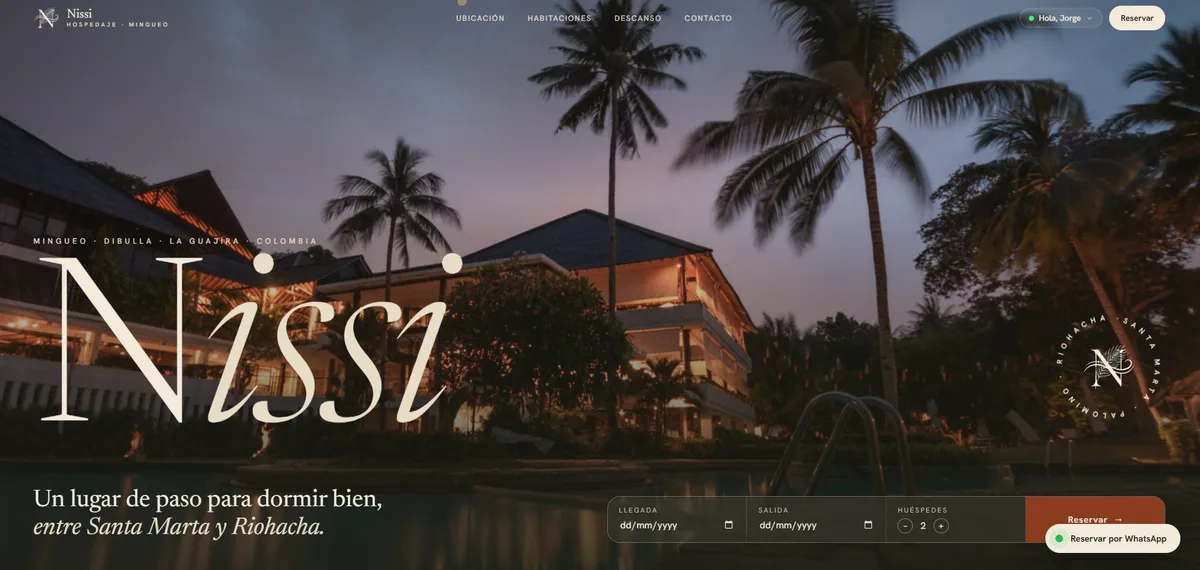 Nissi
HOSPEDAJE · MINGUEO
UBICACIÓN
HABITACIONES
DESCANSO
CONTACTO
Hola, Jorge
Reservar
MINGUEO · DIBULLA · LA GUAJIRA · COLOMBIA
Nissi
RIOHACHA · SANTA MARTA · PALOMINO ·
N
Un lugar de paso para dormir bien,
entre Santa Marta y Riohacha.
LLEGADA
dd/mm/yyyy
SALIDA
dd/mm/yyyy
HUÉSPEDES
− 2 +
Reservar →
Reservar por WhatsApp